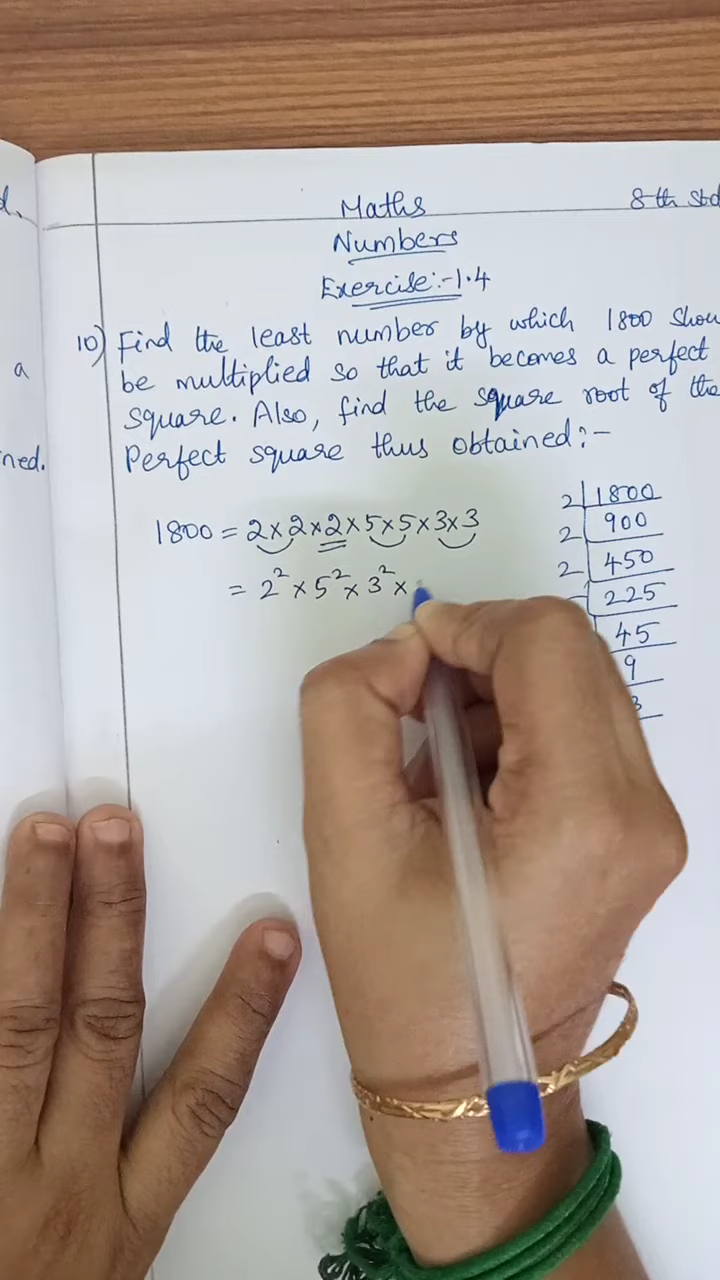 d.
Maths
8th Std
Numbers
Exercise:-1.4
10) Find the least number by which 1800 shou
a
be multiplied so that it becomes a perfect
square. Also, find the square root of the
ned.
Perfect square thus obtained:-
1800 = 2×2×2×5×5×3×3
= 2² × 5² × 3² ×
2 1800
2 900
2 450
225
45
9
3